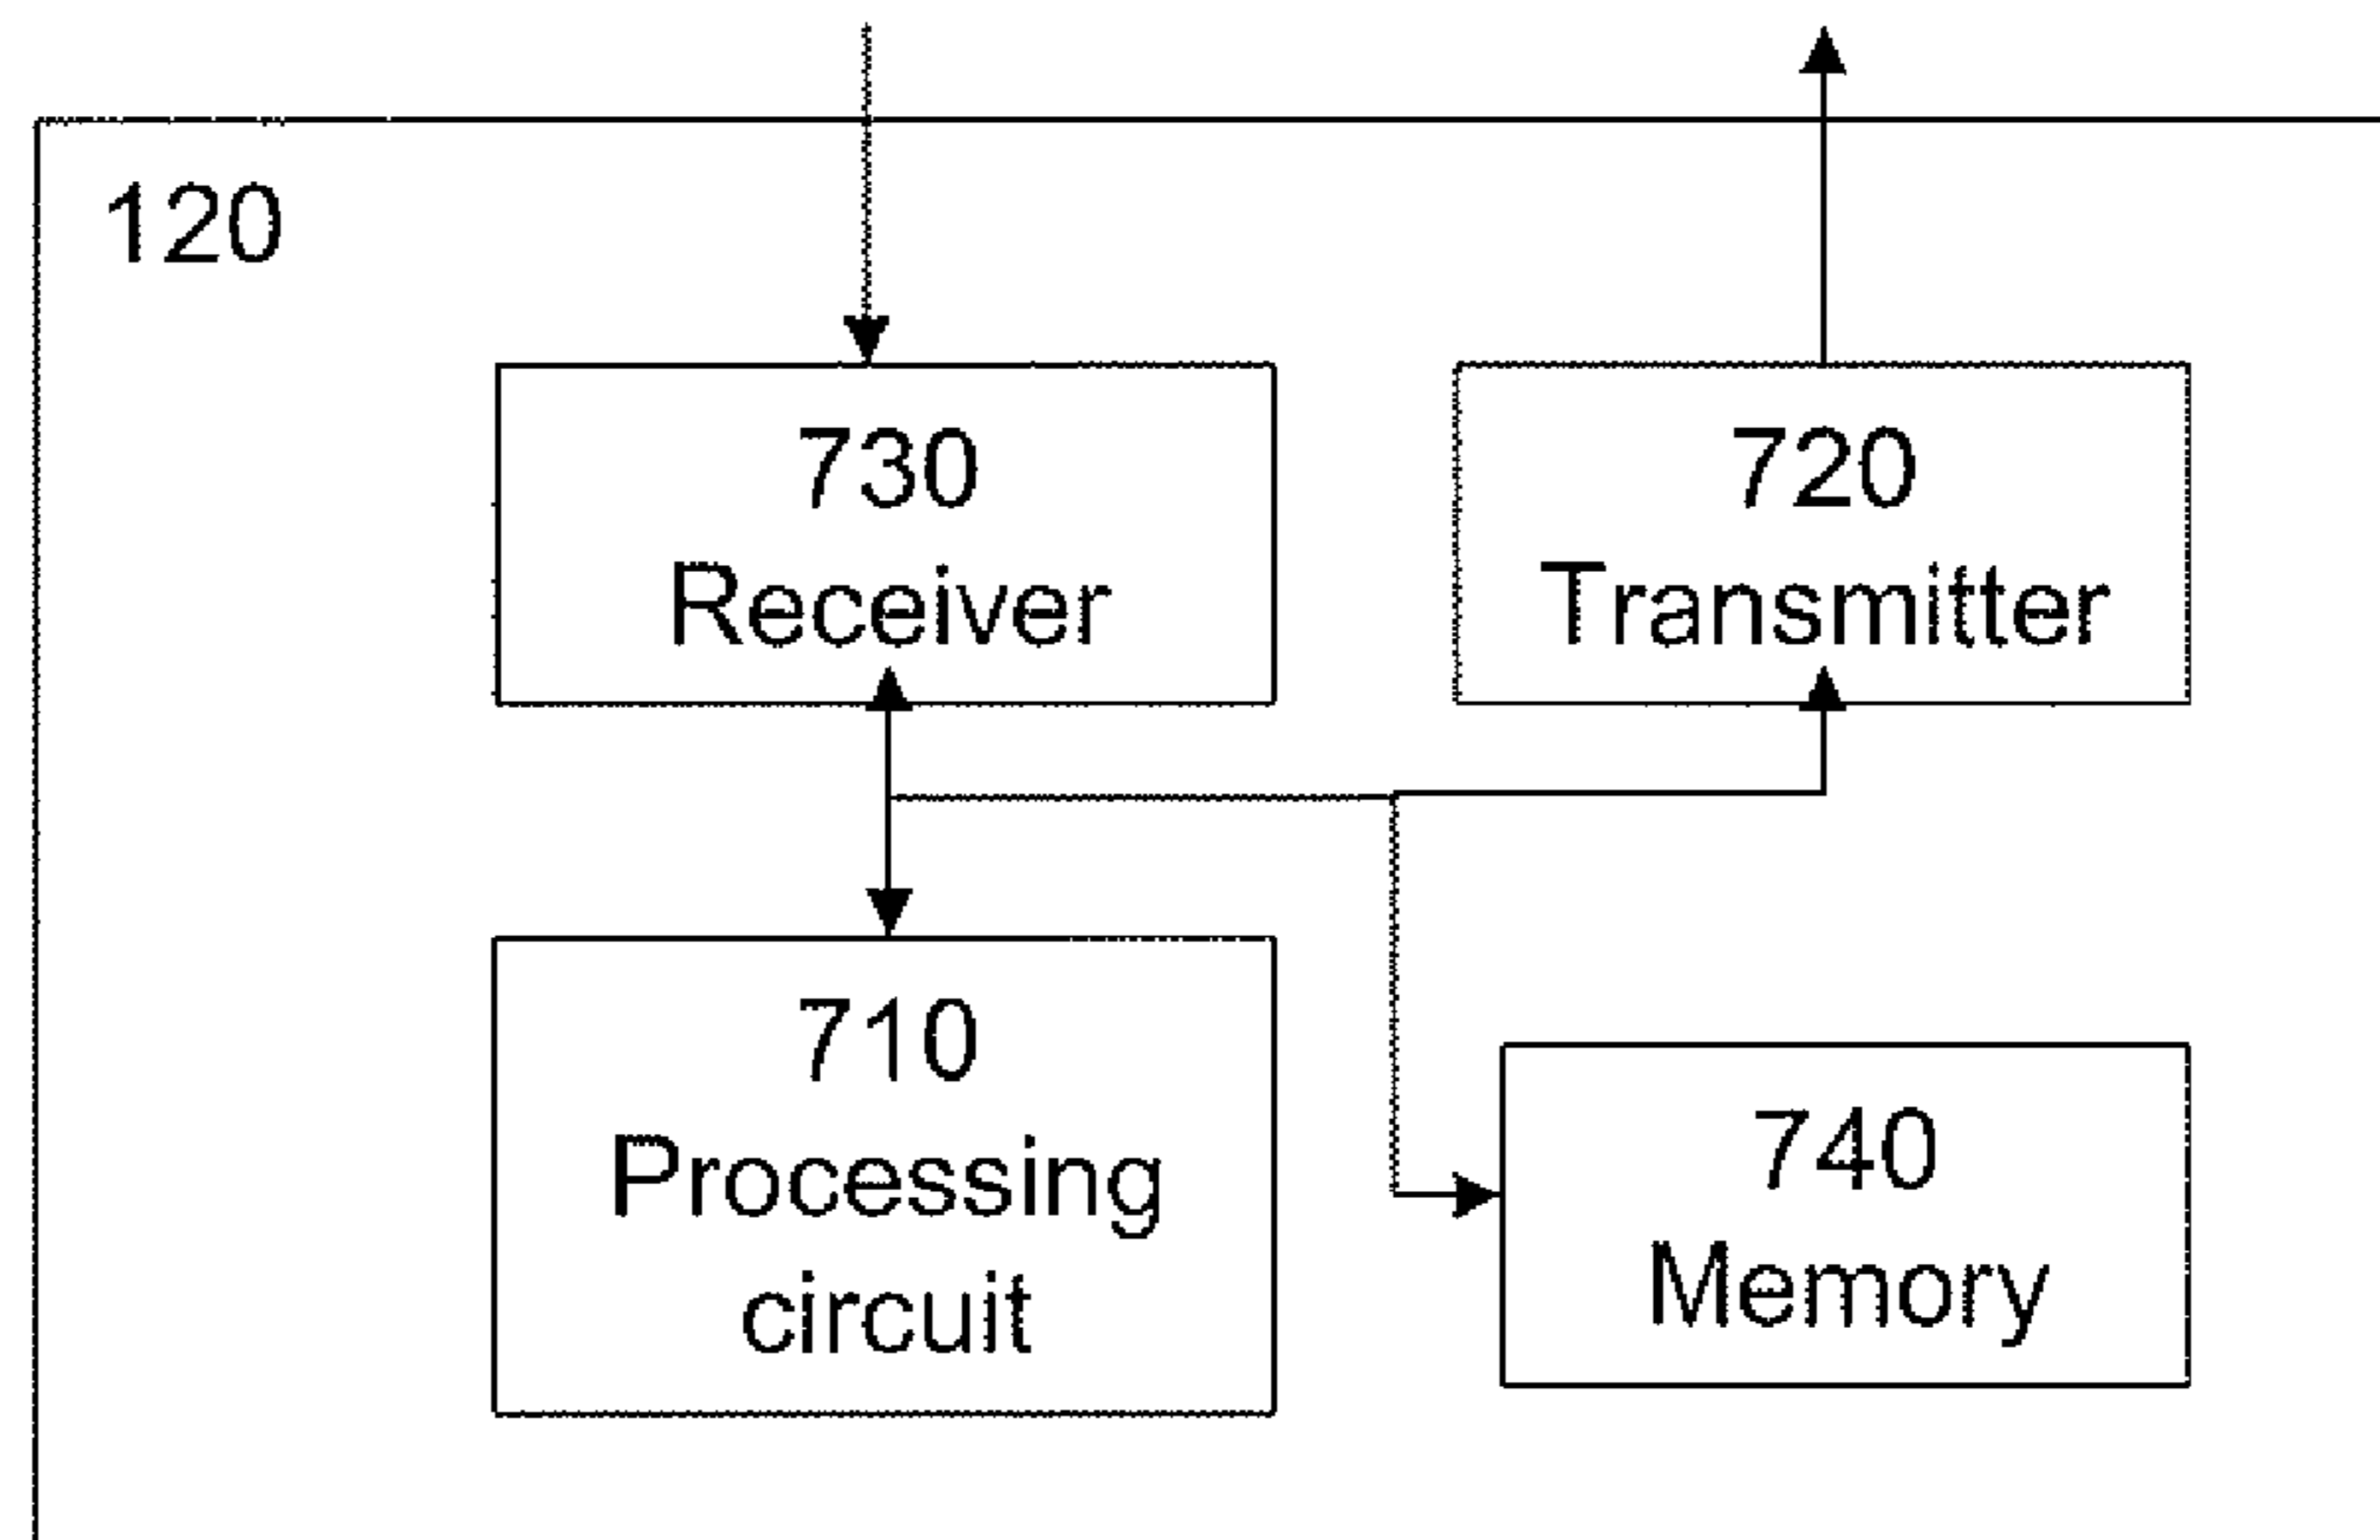 120
730
Receiver
720
Transmitter
710
Processing
circuit
740
Memory